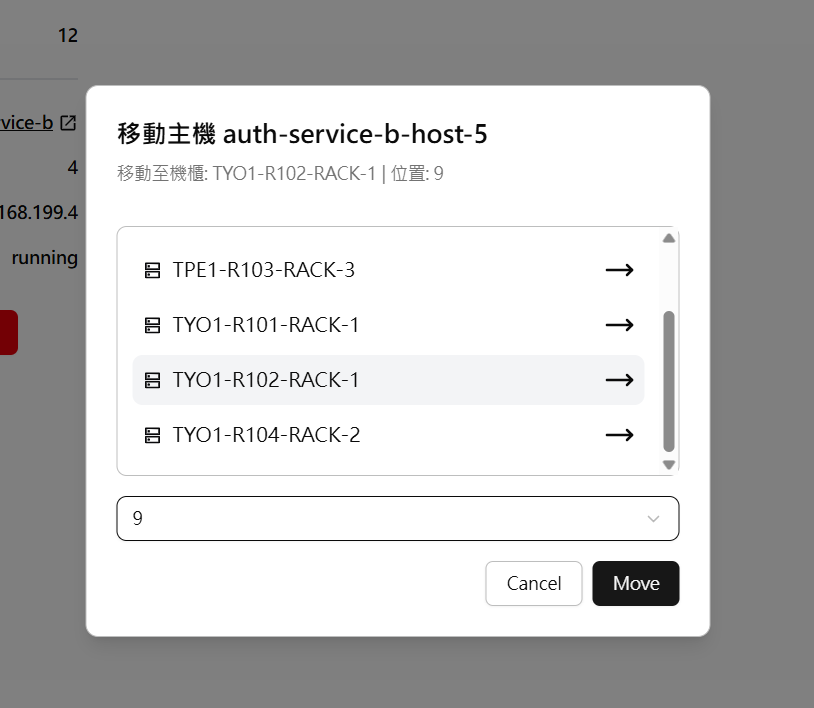 12
vice-b
4
168.199.4
running
移動主機 auth-service-b-host-5
移動至機櫃: TYO1-R102-RACK-1 | 位置: 9
TPE1-R103-RACK-3
TYO1-R101-RACK-1
TYO1-R102-RACK-1
TYO1-R104-RACK-2
9
Cancel
Move